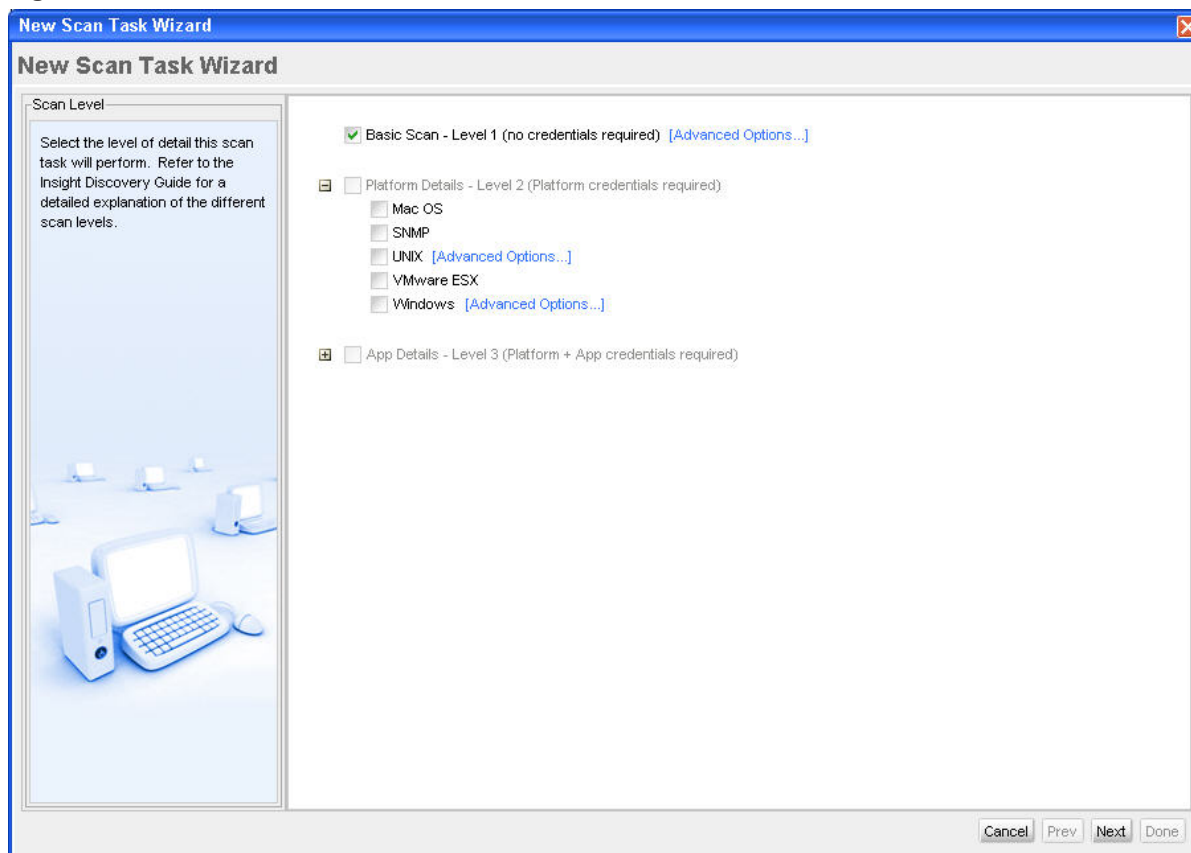 New Scan Task Wizard
New Scan Task Wizard
Scan Level
Select the level of detail this scan
task will perform. Refer to the
Insight Discovery Guide for a
detailed explanation of the different
scan levels.
Basic Scan - Level 1 (no credentials required) [Advanced Options...]
Platform Details - Level 2 (Platform credentials required)
Mac OS
SNMP
UNIX [Advanced Options...]
VMware ESX
Windows [Advanced Options...]
App Details - Level 3 (Platform + App credentials required)
Cancel Prev Next Done